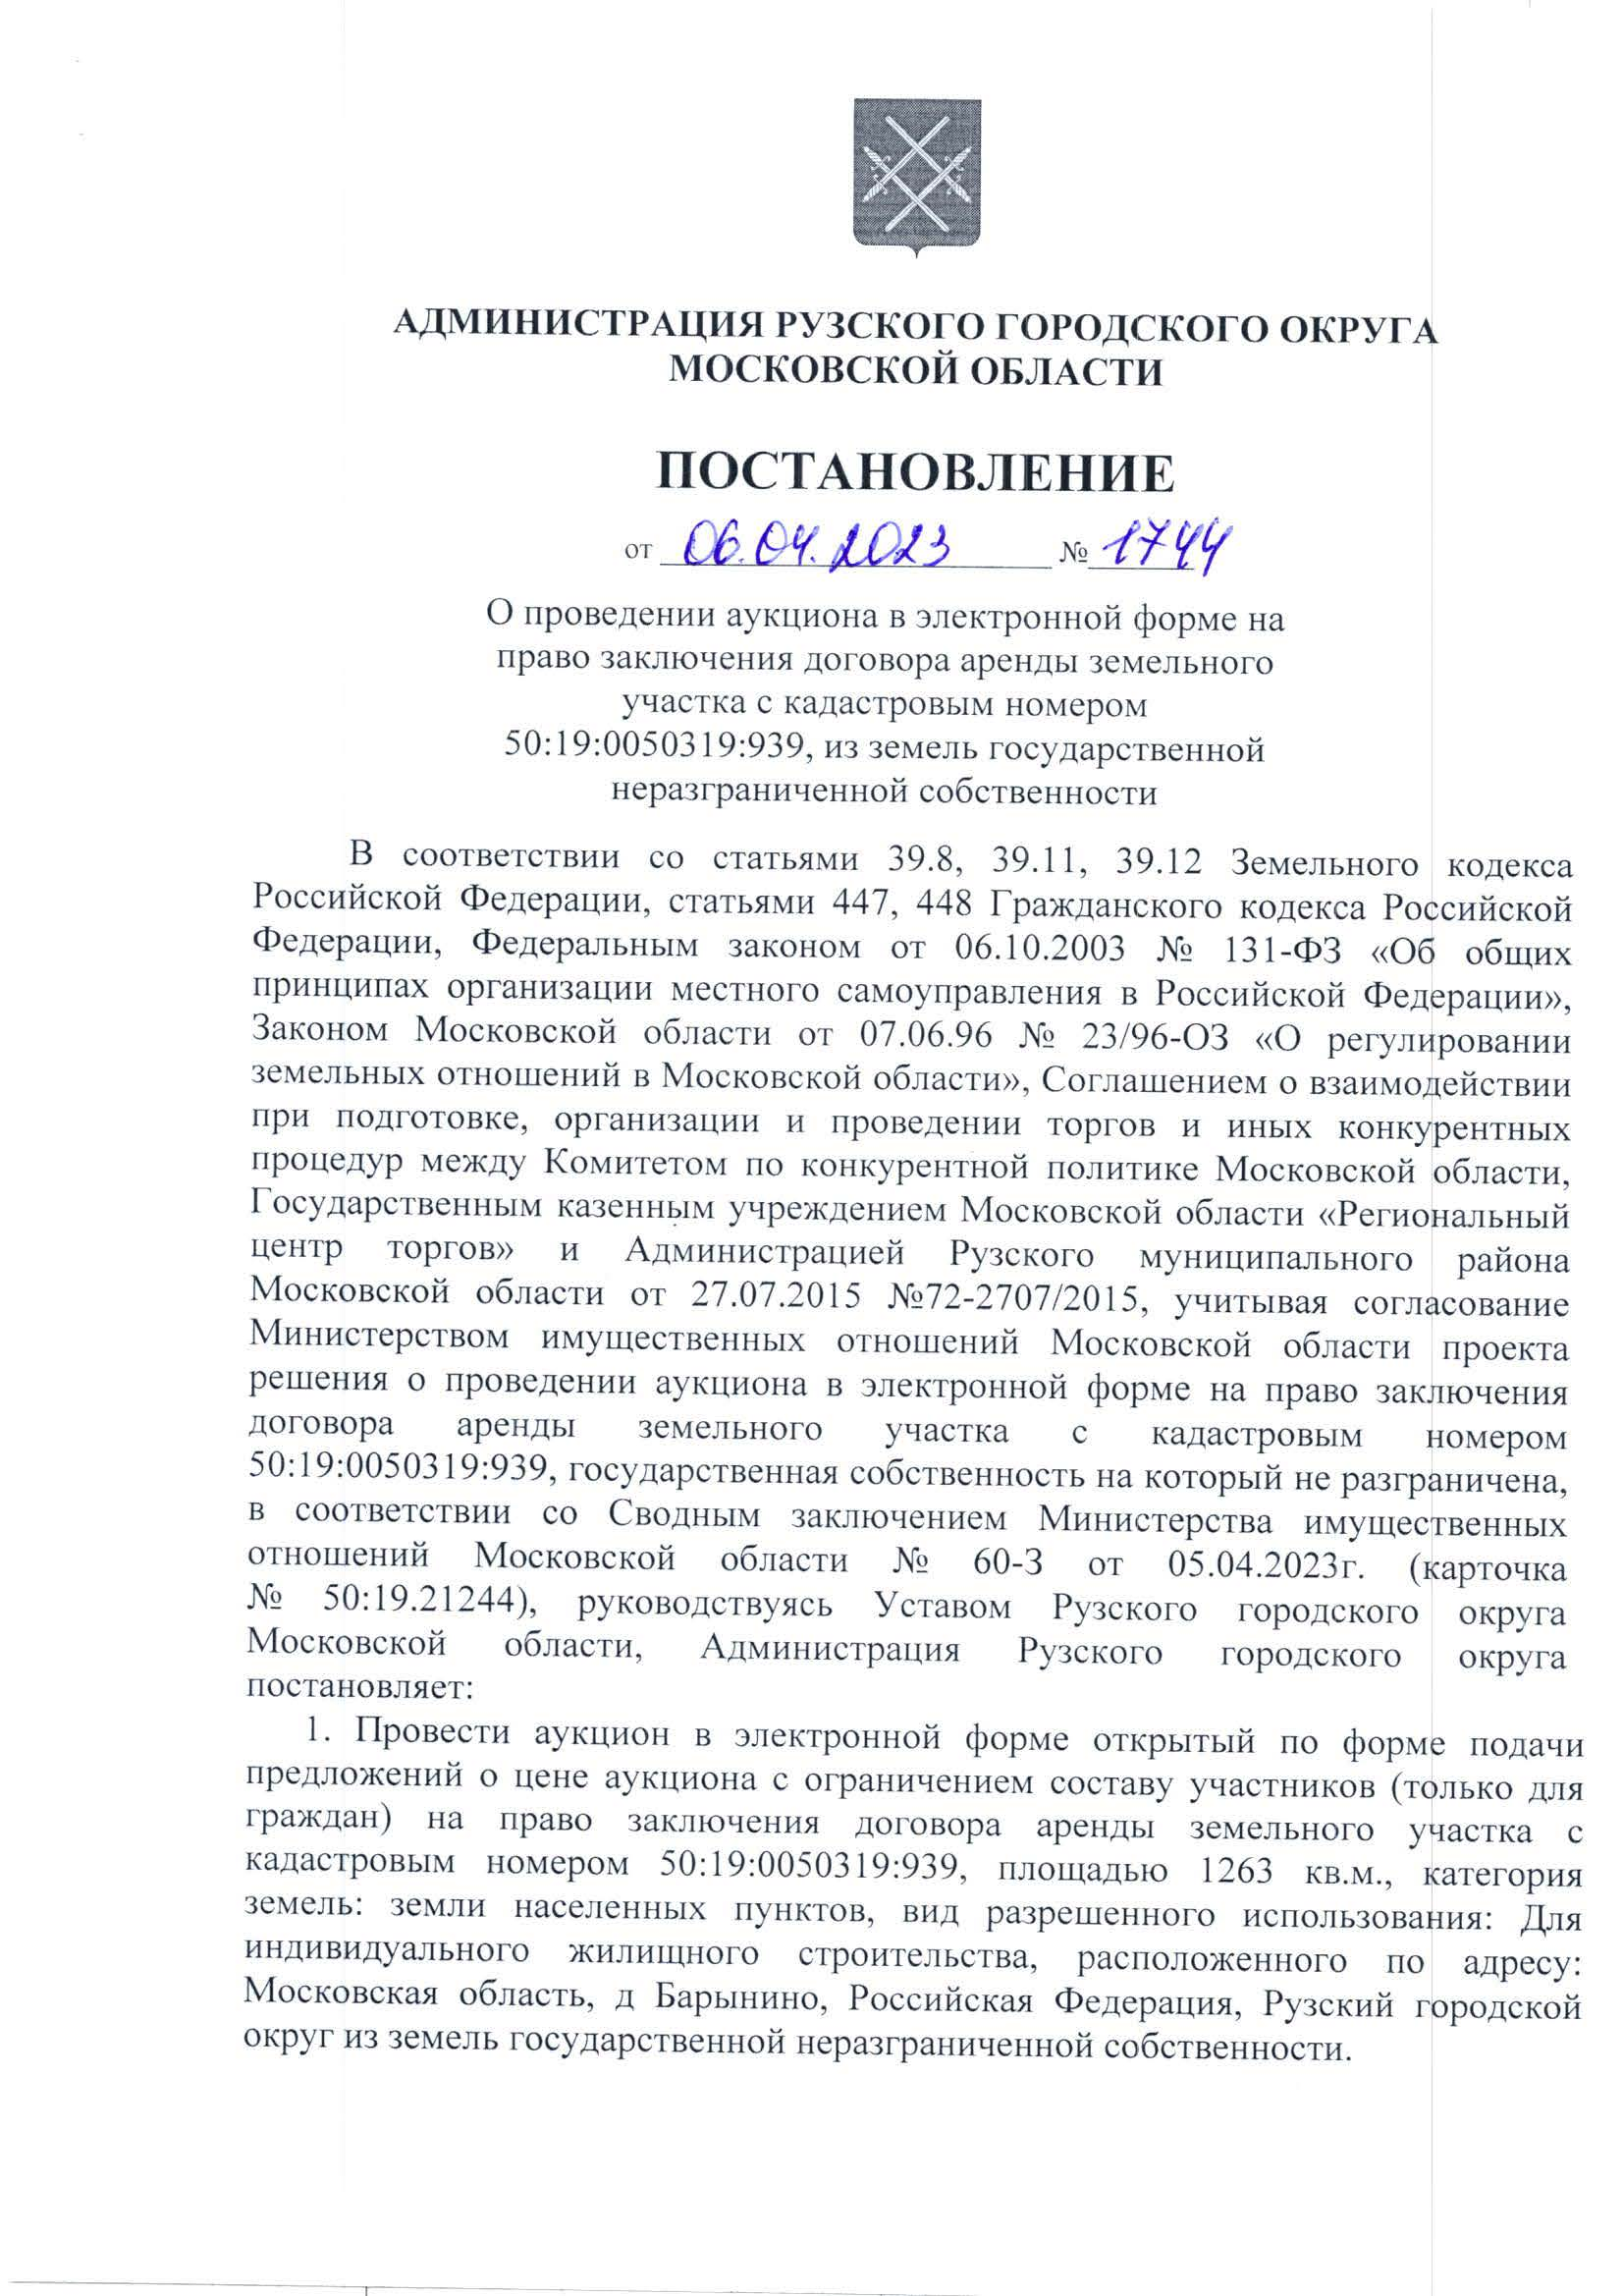 АДМИНИСТРАЦИЯ РУЗСКОГО ГОРОДСКОГО ОКРУГА
МОСКОВСКОЙ ОБЛАСТИ
ПОСТАНОВЛЕНИЕ
от 06.04.2023 № 1744
О проведении аукциона в электронной форме на
право заключения договора аренды земельного
участка с кадастровым номером
50:19:0050319:939, из земель государственной
неразграниченной собственности
В соответствии со статьями 39.8, 39.11, 39.12 Земельного кодекса
Российской Федерации, статьями 447, 448 Гражданского кодекса Российской
Федерации, Федеральным законом от 06.10.2003 № 131-ФЗ «Об общих
принципах организации местного самоуправления в Российской Федерации»,
Законом Московской области от 07.06.96 № 23/96-ОЗ «О регулировании
земельных отношений в Московской области», Соглашением о взаимодействии
при подготовке, организации и проведении торгов и иных конкурентных
процедур между Комитетом по конкурентной политике Московской области,
Государственным казенным учреждением Московской области «Региональный
центр торгов» и Администрацией Рузского муниципального района
Московской области от 27.07.2015 №72-2707/2015, учитывая согласование
Министерством имущественных отношений Московской области проекта
решения о проведении аукциона в электронной форме на право заключения
договора аренды земельного участка с кадастровым номером
50:19:0050319:939, государственная собственность на который не разграничена,
в соответствии со Сводным заключением Министерства имущественных
отношений Московской области № 60-З от 05.04.2023г. (карточка
№ 50:19.21244), руководствуясь Уставом Рузского городского округа
Московской области, Администрация Рузского городского округа
постановляет:
1. Провести аукцион в электронной форме открытый по форме подачи
предложений о цене аукциона с ограничением составу участников (только для
граждан) на право заключения договора аренды земельного участка с
кадастровым номером 50:19:0050319:939, площадью 1263 кв.м., категория
земель: земли населенных пунктов, вид разрешенного использования: Для
индивидуального жилищного строительства, расположенного по адресу:
Московская область, д Барынино, Российская Федерация, Рузский городской
округ из земель государственной неразграниченной собственности.